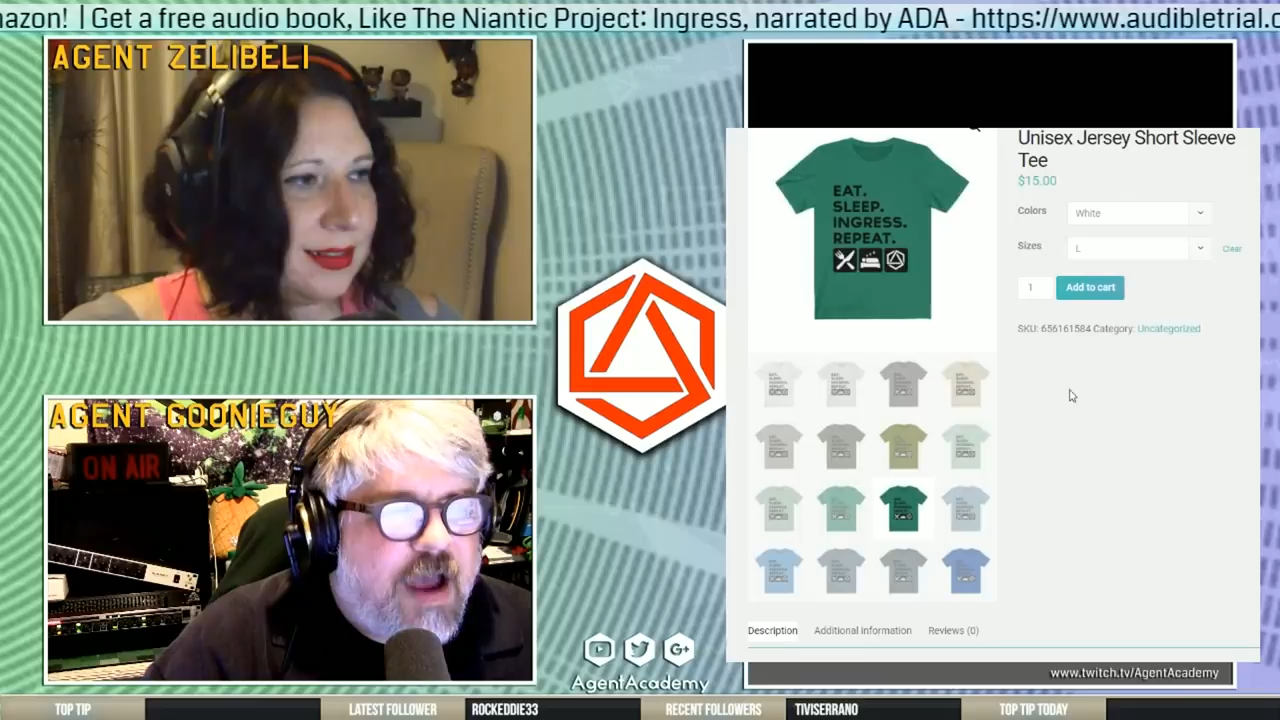 azon! | Get a free audio book, Like The Niantic Project: Ingress, narrated by ADA - https://www.audibletrial.c
AGENT ZELIBELI
AGENT GOONIEGUY
ON AIR
Unisex Jersey Short Sleeve
Tee
$15.00
Colors White
Sizes L Clear
1 Add to cart
SKU: 656161584 Category: Uncategorized
EAT.
SLEEP.
INGRESS.
REPEAT.
Description Additional information Reviews (0)
G+
AgentAcademy
www.twitch.tv/AgentAcademy
TOP TIP LATEST FOLLOWER ROCKEDDIE33 RECENT FOLLOWERS TIVISERRANO TOP TIP TODAY